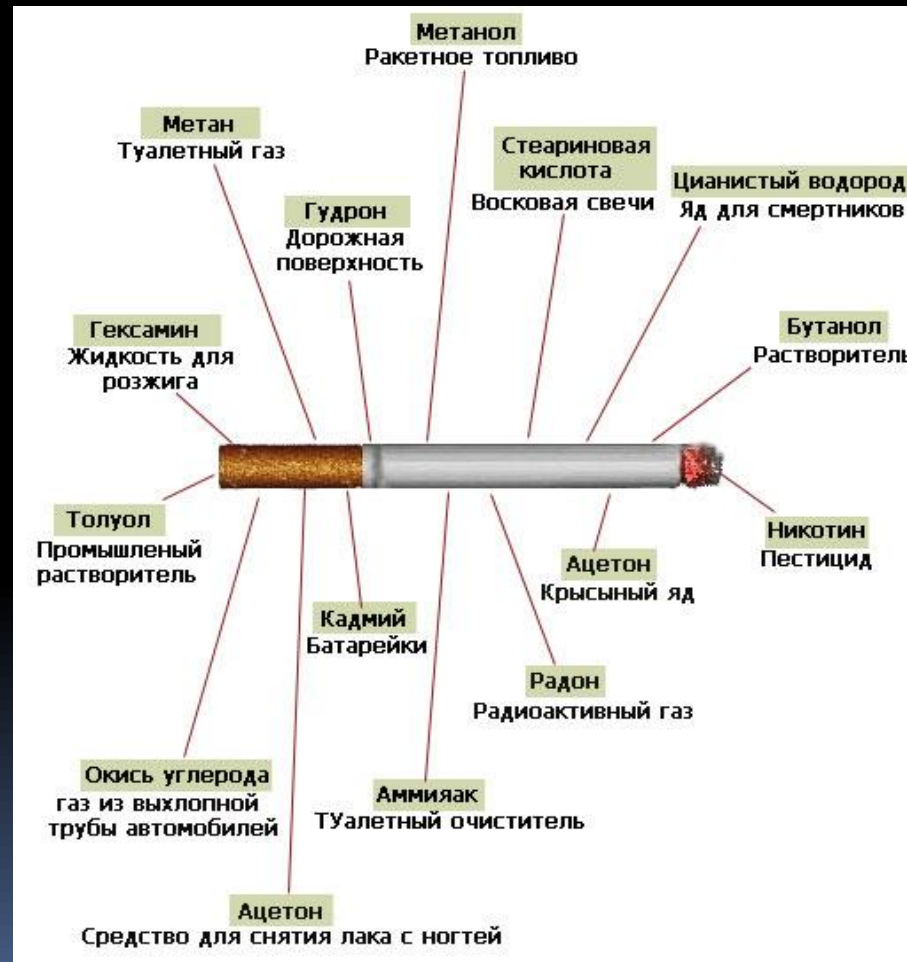 Метанол
Ракетное топливо
Метан
Туалетный газ
Стеариновая
кислота
Восковая свечи
Цианистый водород
Яд для смертников
Гудрон
Дорожная
поверхность
Гексамин
Жидкость для
розжига
Бутанол
Растворитель
Толуол
Промышленый
растворитель
Никотин
Пестицид
Ацетон
Крысиный яд
Кадмий
Батарейки
Радон
Радиоактивный газ
Окись углерода
газ из выхлопной
трубы автомобилей
Аммияак
ТУалетный очиститель
Ацетон
Средство для снятия лака с ногтей